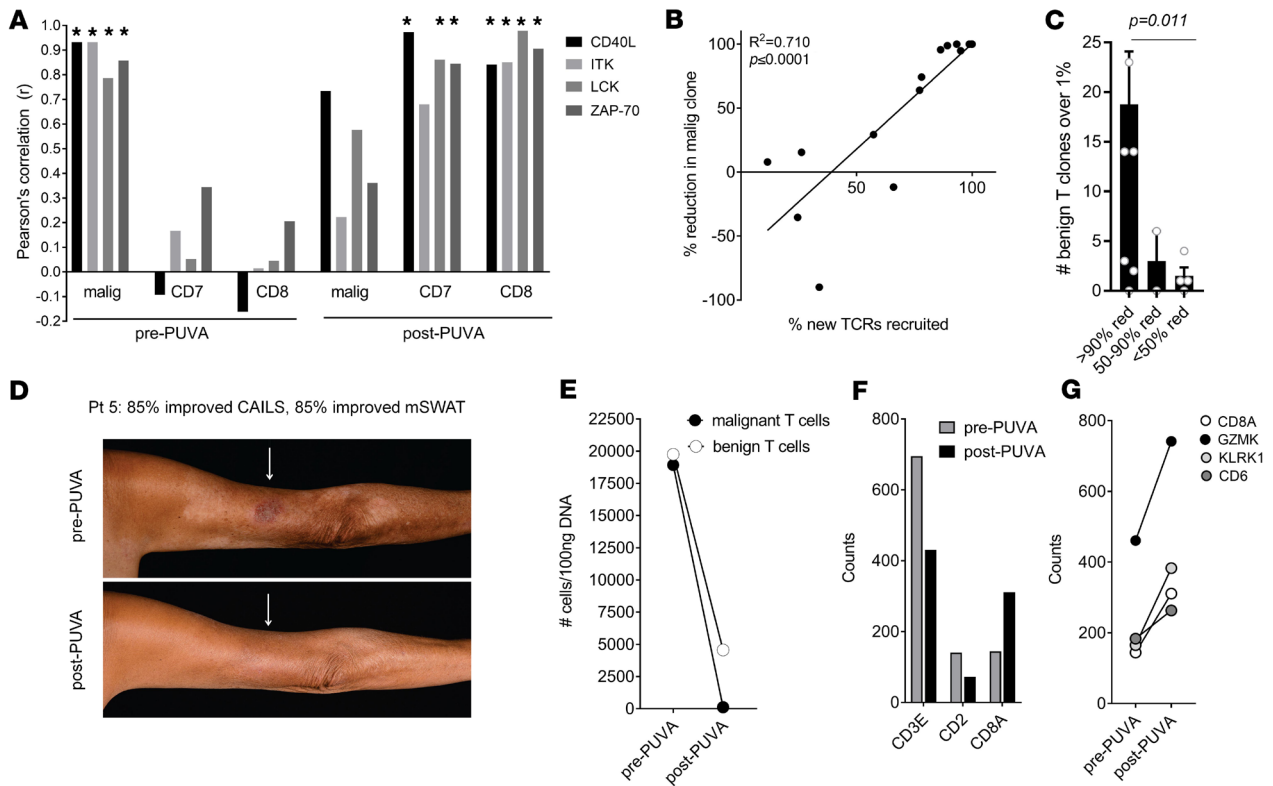 A
1.0
0.9
0.8
0.7
0.6
0.5
0.4
0.3
0.2
0.1
0.0
-0.1
-0.2
Pearson's correlation (r)
* * * *
* * *
* * * *
CD40L
ITK
LCK
ZAP-70
malig CD7 CD8 malig CD7 CD8
pre-PUVA post-PUVA
B
R2=0.710
p≤0.0001
100
50
0
-50
-100
50 100
% reduction in malig clone
% new TCRs recruited
C
p=0.011
25
20
15
10
5
0
# benign T clones over 1%
>90% red
50-90% red
<50% red
D
Pt 5: 85% improved CAILS, 85% improved mSWAT
pre-PUVA
post-PUVA
E
22500
20000
17500
15000
12500
10000
7500
5000
2500
0
# cells/100ng DNA
malignant T cells
benign T cells
pre-PUVA
post-PUVA
F
800
600
400
200
0
Counts
pre-PUVA
post-PUVA
CD3E
CD2
CD8A
G
800
600
400
200
0
Counts
CD8A
GZMK
KLRK1
CD6
pre-PUVA
post-PUVA